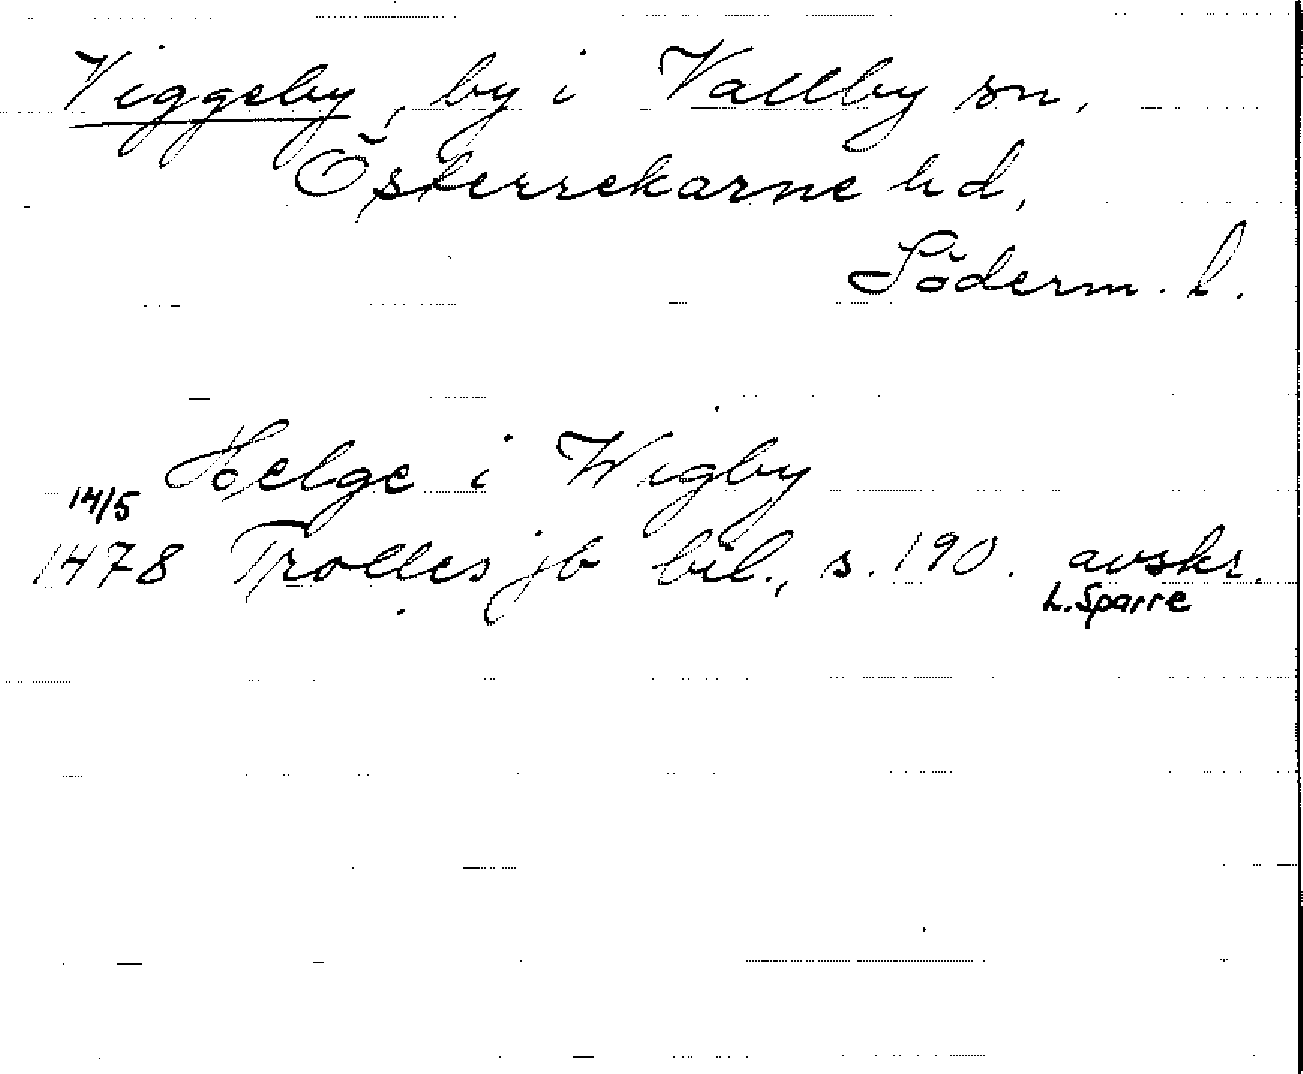 Viggeby, by i Vallby sn,
Österrekarne hd,
Söderm. l.
Helge i Wigby
14/5
1478 Trolles jb bil., s. 190. avskr.
L. Sparre